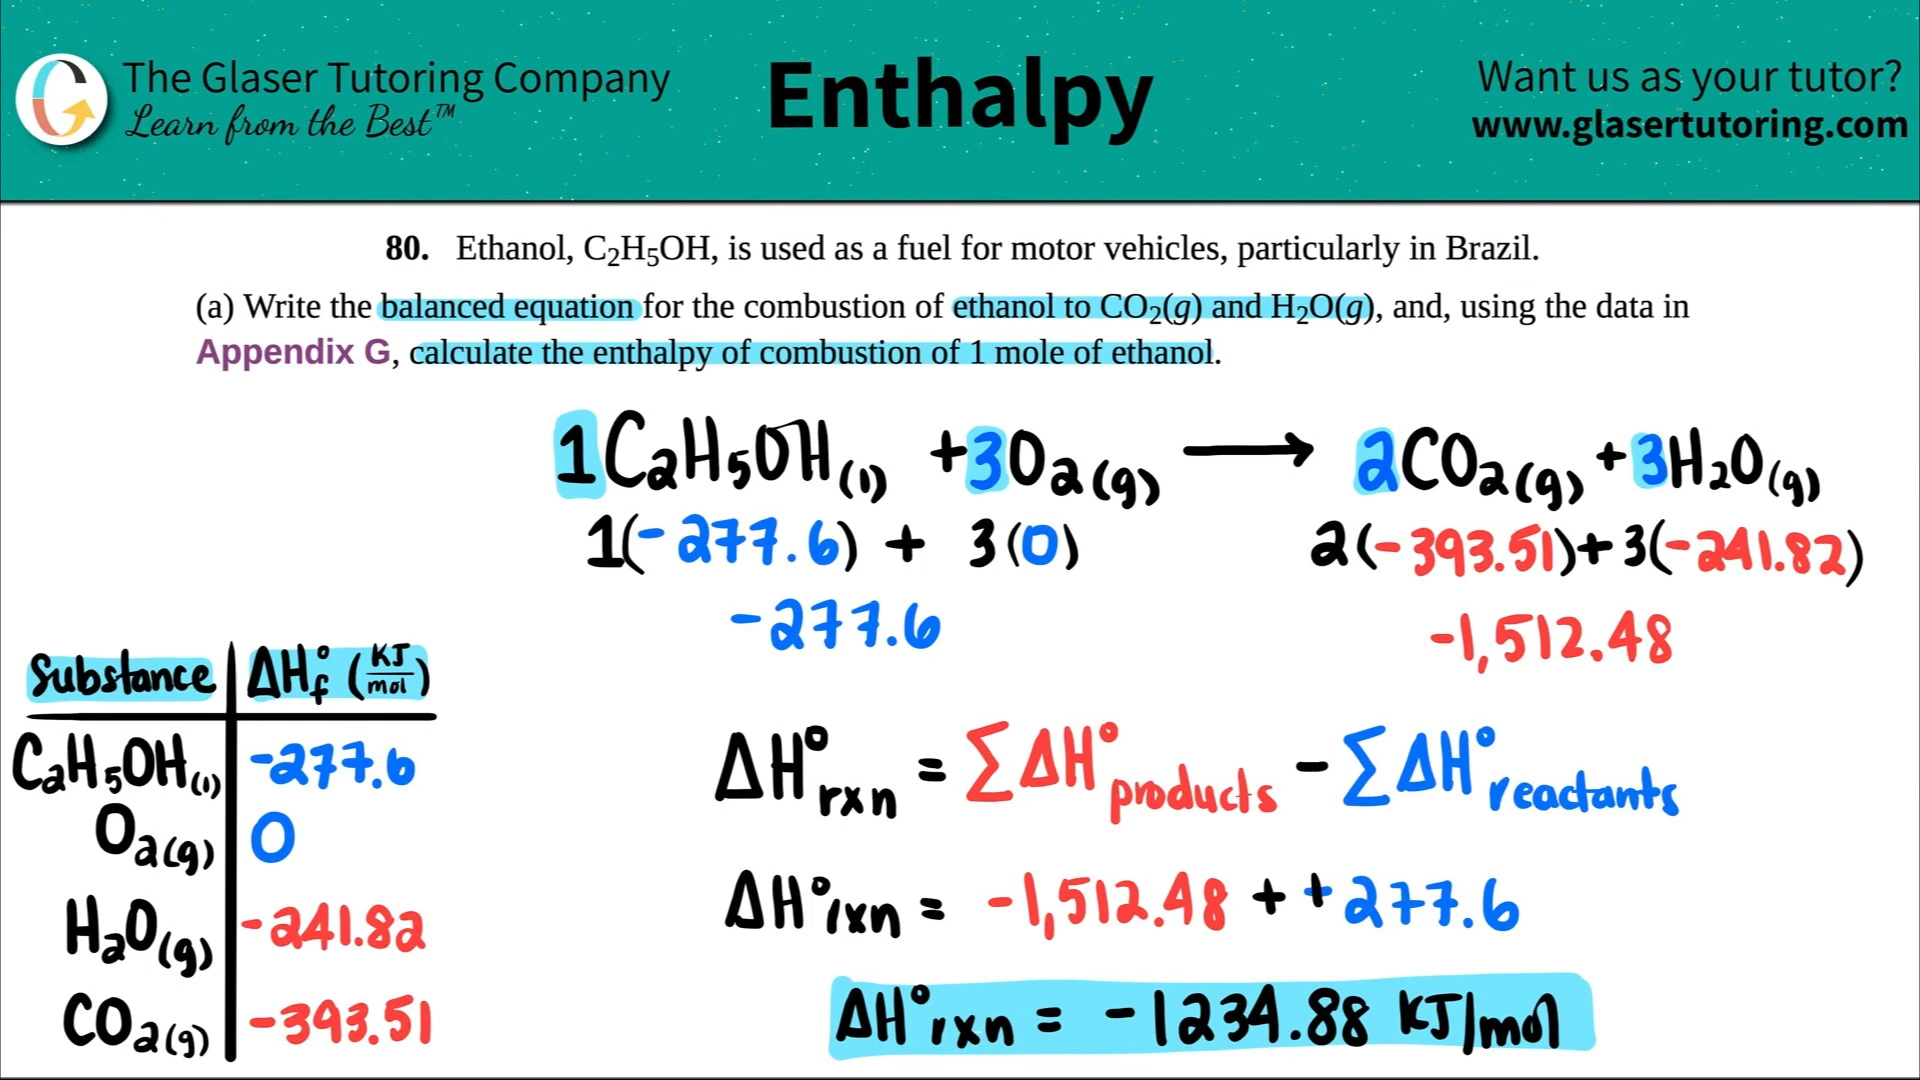 The Glaser Tutoring Company
Learn from the Best™
Enthalpy
Want us as your tutor?
www.glasertutoring.com
80. Ethanol, C₂H₅OH, is used as a fuel for motor vehicles, particularly in Brazil.
(a) Write the balanced equation for the combustion of ethanol to CO₂(g) and H₂O(g), and, using the data in
Appendix G, calculate the enthalpy of combustion of 1 mole of ethanol.
1C₂H₅OH(l) + 3O₂(g) ⟶ 2CO₂(g) + 3H₂O(g)
1(-277.6) + 3(0) 2(-393.51)+3(-241.82)
-277.6 -1,512.48
Substance ΔH°f (KJ/mol)
C₂H₅OH(l) -277.6
O₂(g) 0
H₂O(g) -241.82
CO₂(g) -393.51
ΔH°rxn = ΣΔH°products - ΣΔH°reactants
ΔH°rxn = -1,512.48 + +277.6
ΔH°rxn = -1234.88 KJ/mol